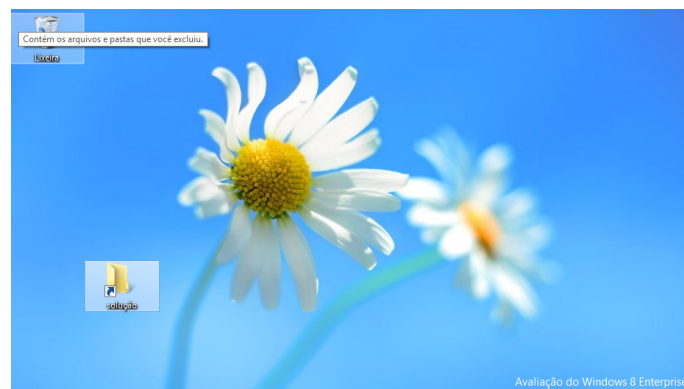 Contém os arquivos e pastas que você excluiu.
Lixeira
solução
Avaliação do Windows 8 Enterprise